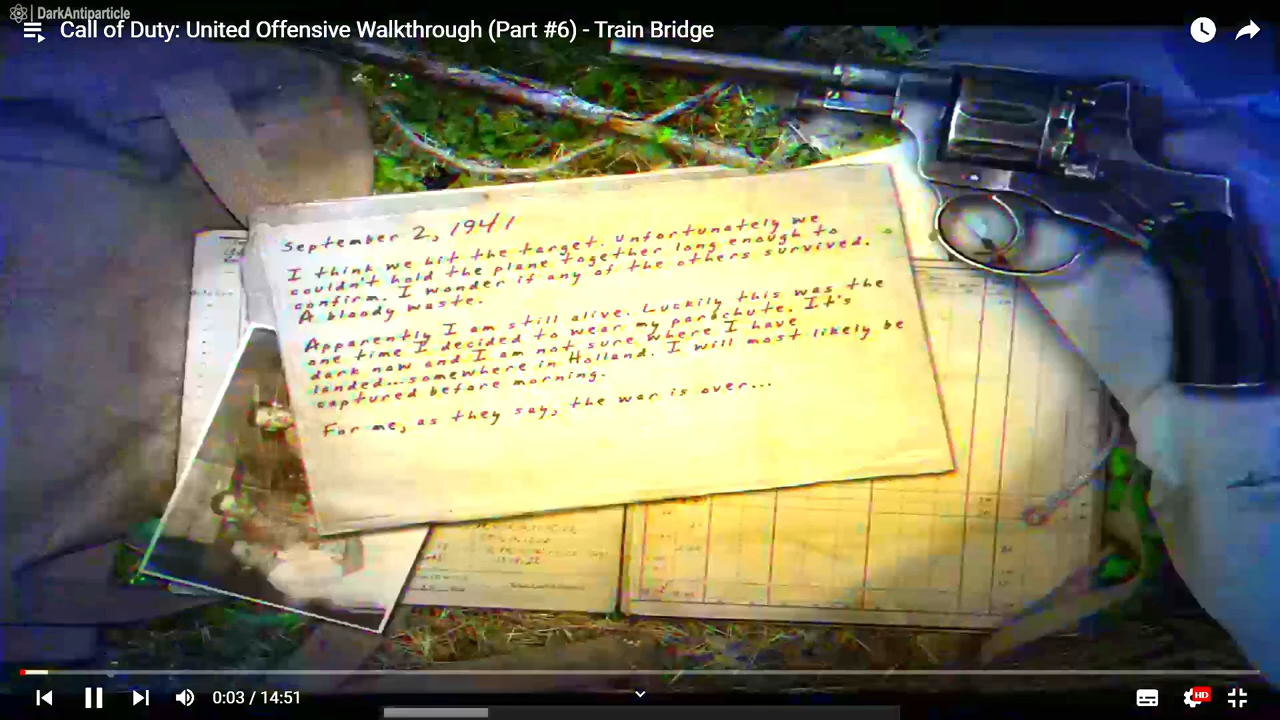 DarkAntiparticle
Call of Duty: United Offensive Walkthrough (Part #6) - Train Bridge
September 2, 1941
I think we hit the target. Unfortunately we
couldn't hold the plane together long enough to
confirm. I wonder if any of the others survived.
A bloody waste.
Apparently I am still alive. Luckily this was the
one time I decided to wear my parachute. It's
dark now and I am not sure where I have
landed...somewhere in Holland. I will most likely be
captured before morning.
For me, as they say, the war is over...
0:03 / 14:51
HD